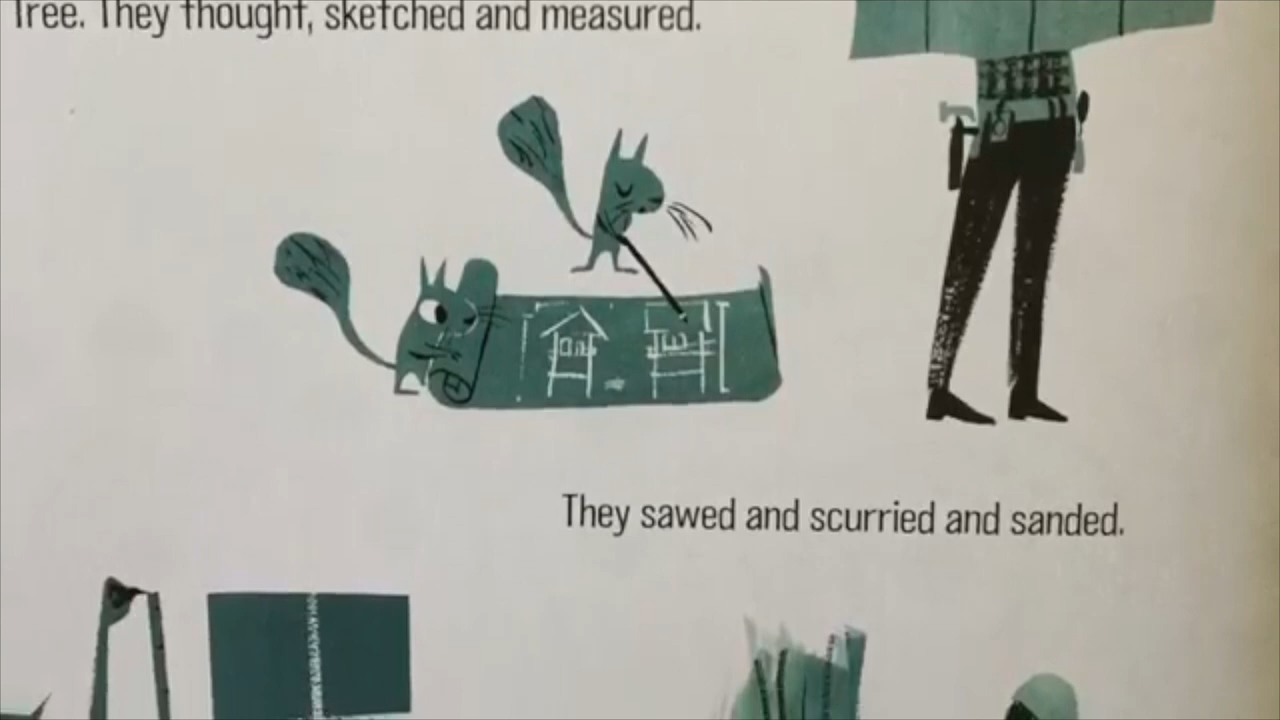 Tree. They thought, sketched and measured.
They sawed and scurried and sanded.